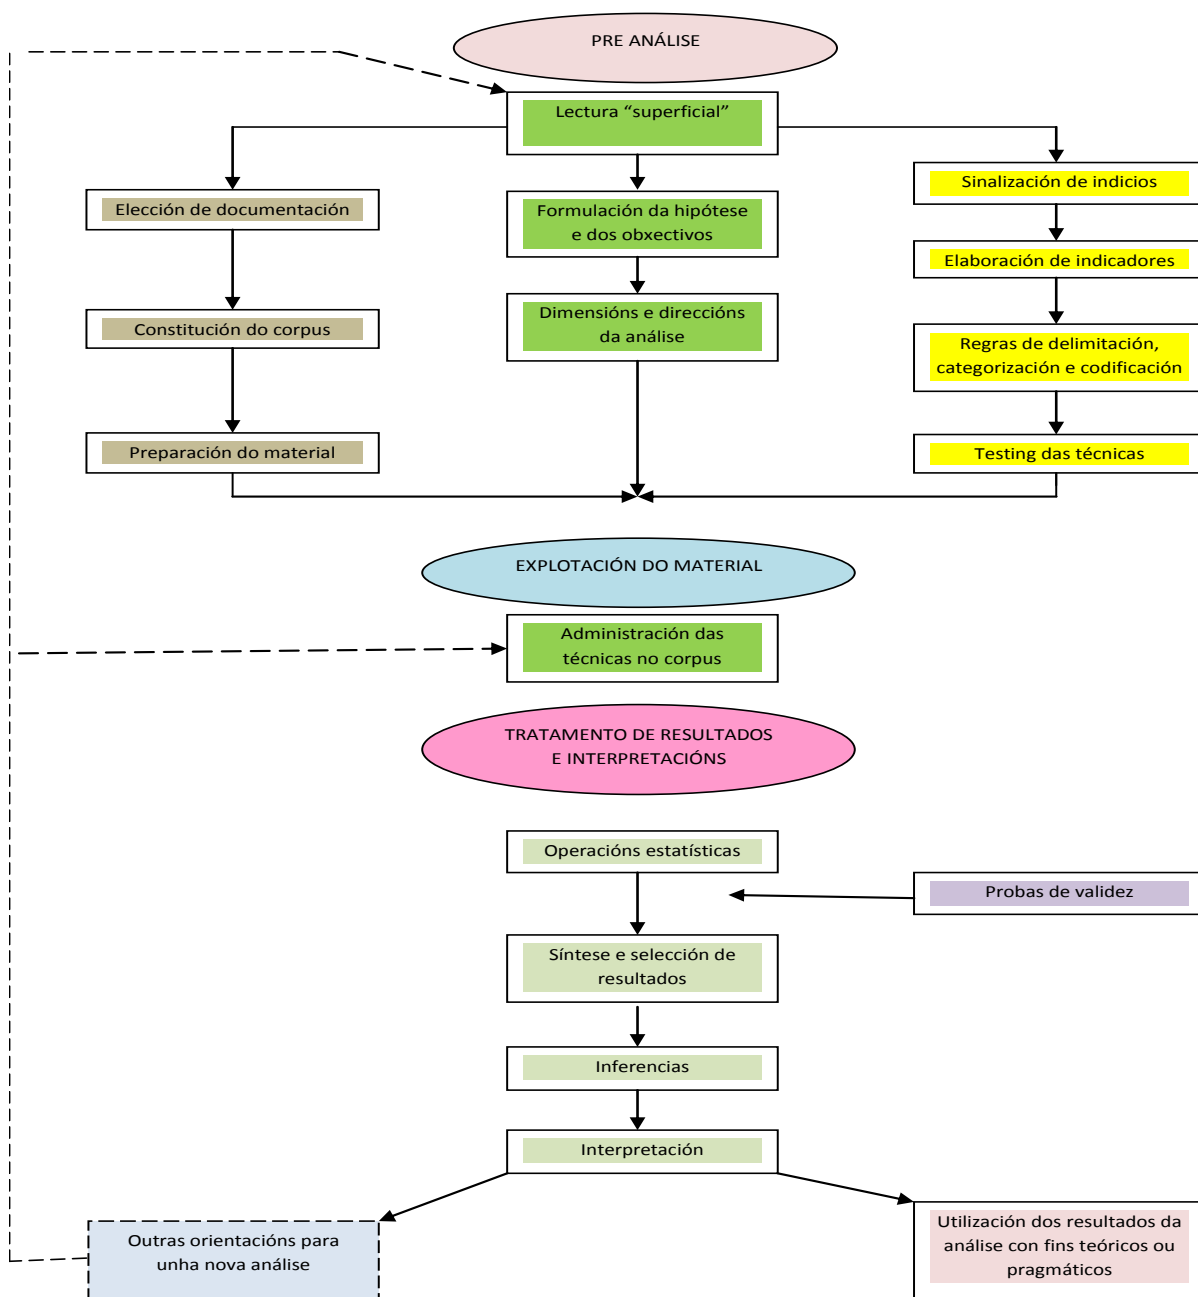 PRE ANÁLISE
Lectura “superficial”
Elección de documentación
Constitución do corpus
Preparación do material
Formulación da hipótese
e dos obxectivos
Dimensións e direccións
da análise
Sinalización de indicios
Elaboración de indicadores
Regras de delimitación,
categorización e codificación
Testing das técnicas
EXPLOTACIÓN DO MATERIAL
Administración das
técnicas no corpus
TRATAMENTO DE RESULTADOS
E INTERPRETACIÓNS
Operacións estatísticas
Probas de validez
Síntese e selección de
resultados
Inferencias
Interpretación
Outras orientacións para
unha nova análise
Utilización dos resultados da
análise con fins teóricos ou
pragmáticos